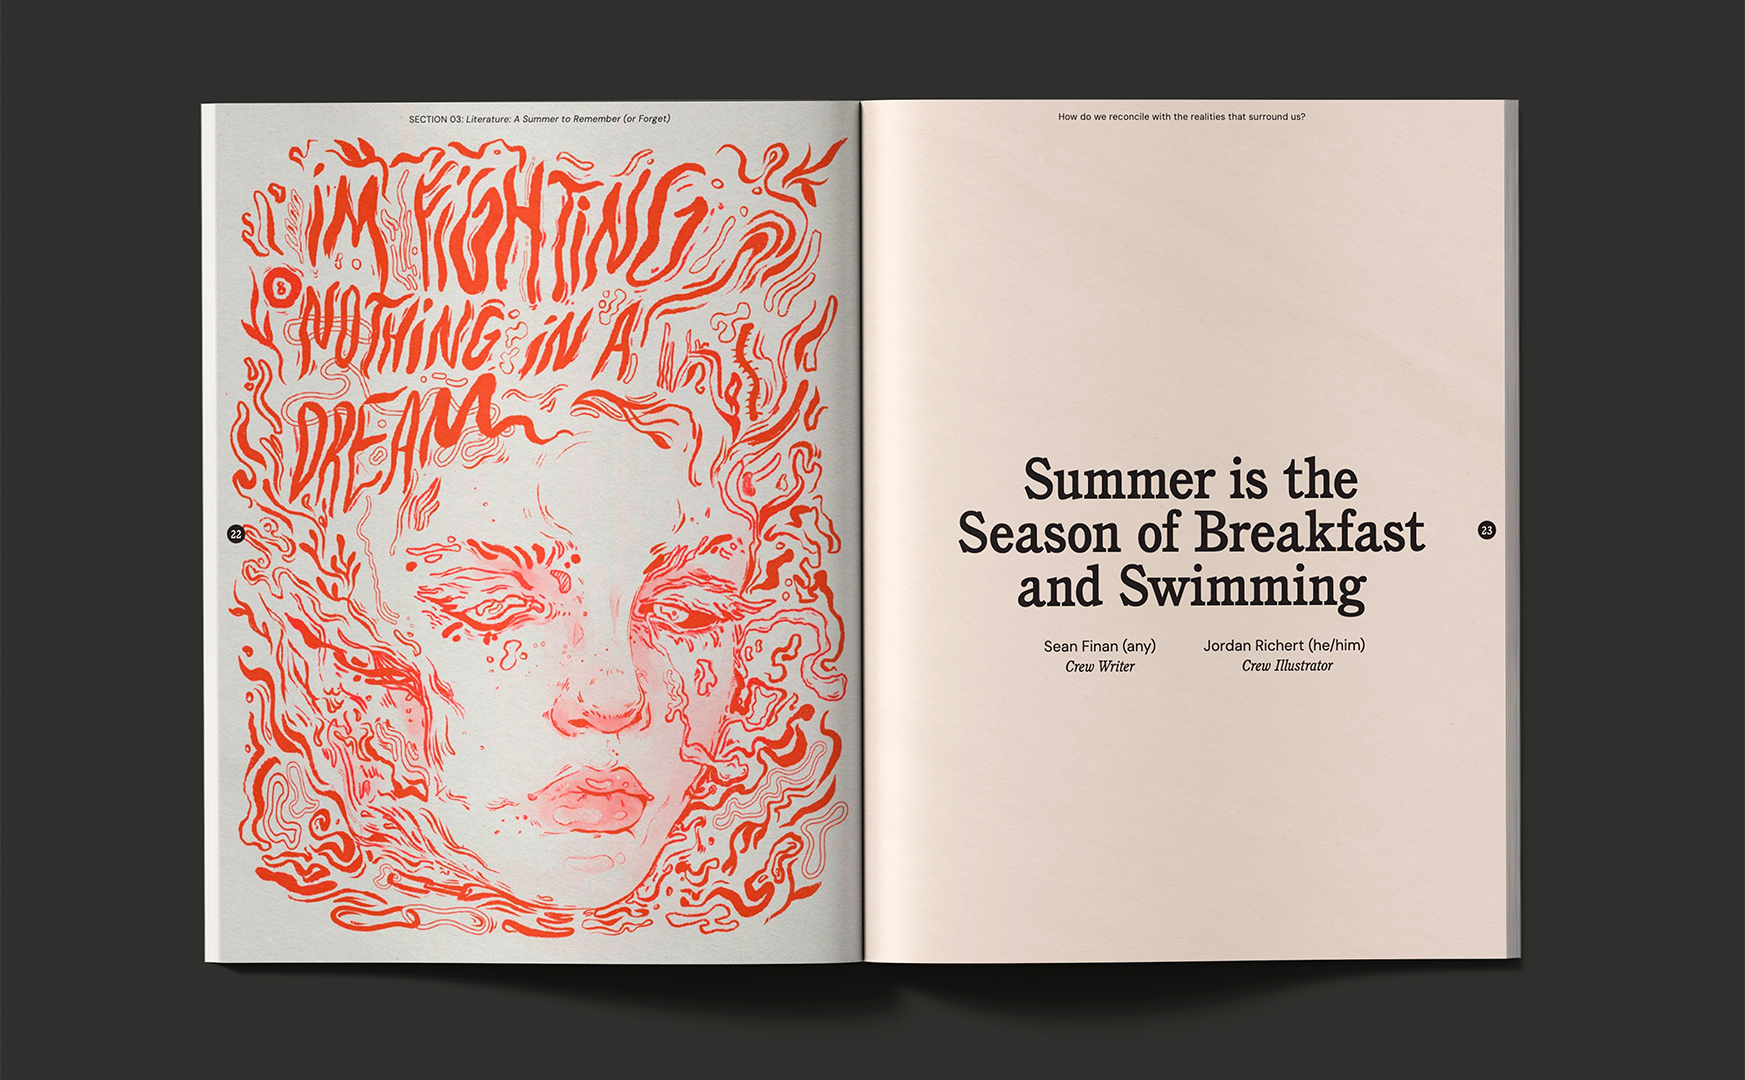 SECTION 03: Literature: A Summer to Remember (or Forget)
I'M FIGHTING
NOTHING IN A
DREAM
22
How do we reconcile with the realities that surround us?
Summer is the
Season of Breakfast
and Swimming
Sean Finan (any)
Crew Writer
Jordan Richert (he/him)
Crew Illustrator
23